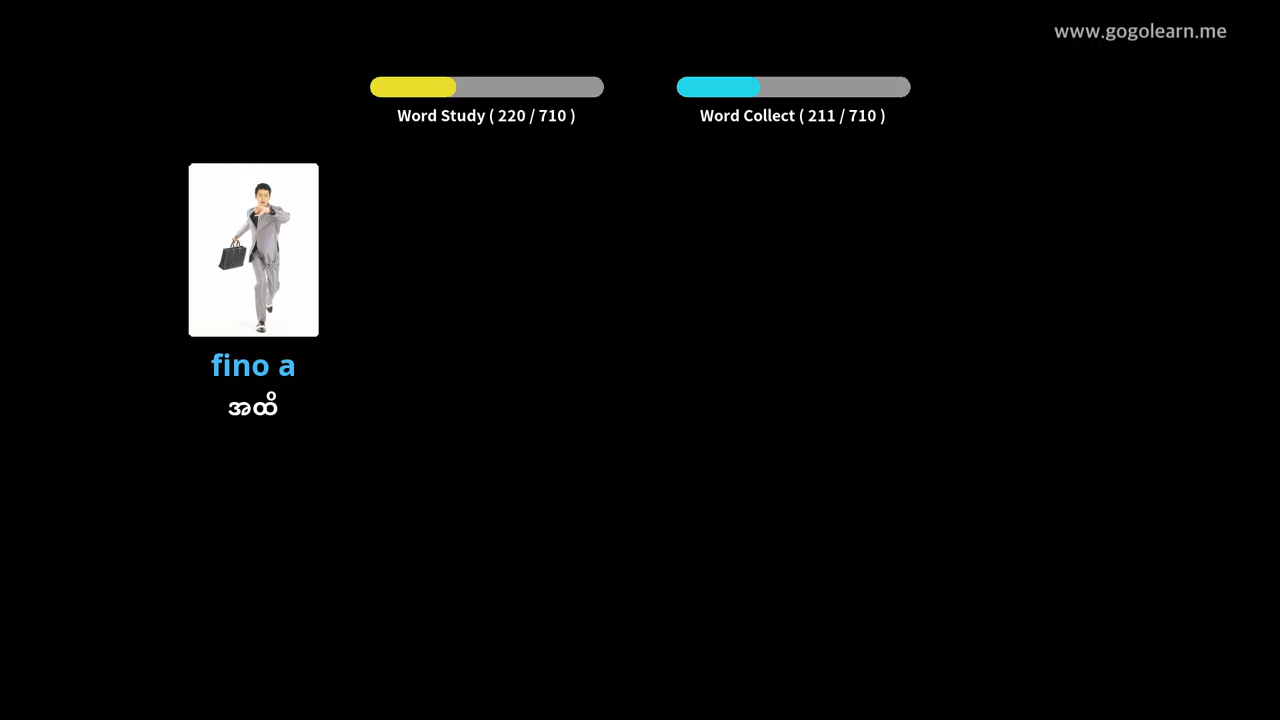 www.gogolearn.me
Word Study ( 220 / 710 )
Word Collect ( 211 / 710 )
fino a
အထိ